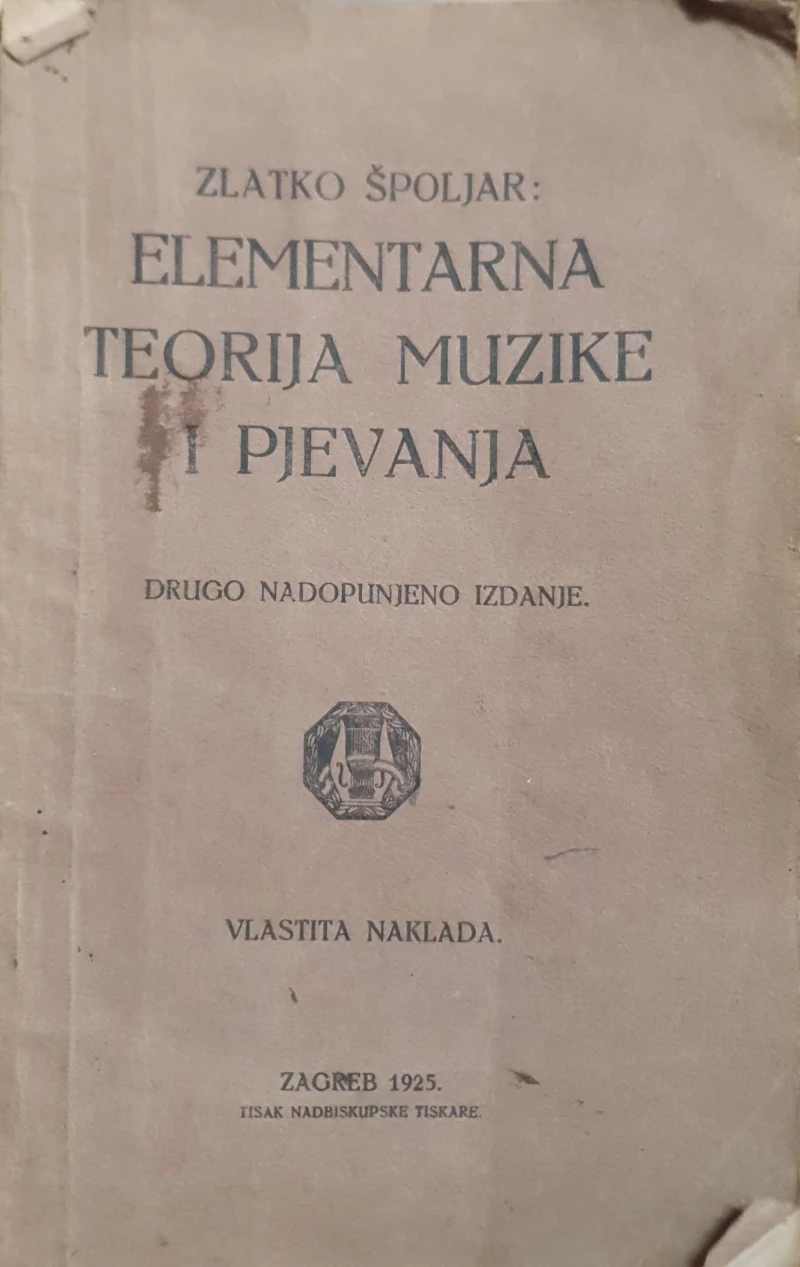 ZLATKO ŠPOLJAR:
ELEMENTARNA
TEORIJA MUZIKE
I PJEVANJA
DRUGO NADOPUNJENO IZDANJE.
VLASTITA NAKLADA.
ZAGREB 1925.
TISAK NADBISKUPSKE TISKARE.